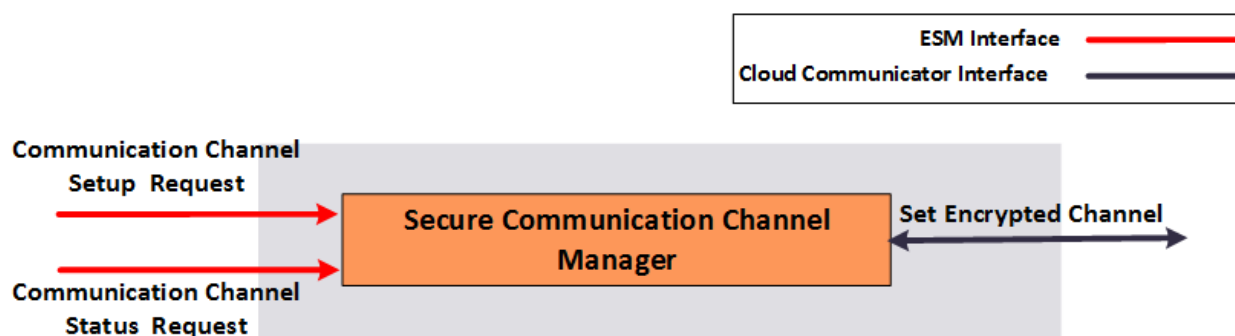 ESM Interface
Cloud Communicator Interface
Communication Channel
Setup Request
Secure Communication Channel
Manager
Set Encrypted Channel
Communication Channel
Status Request